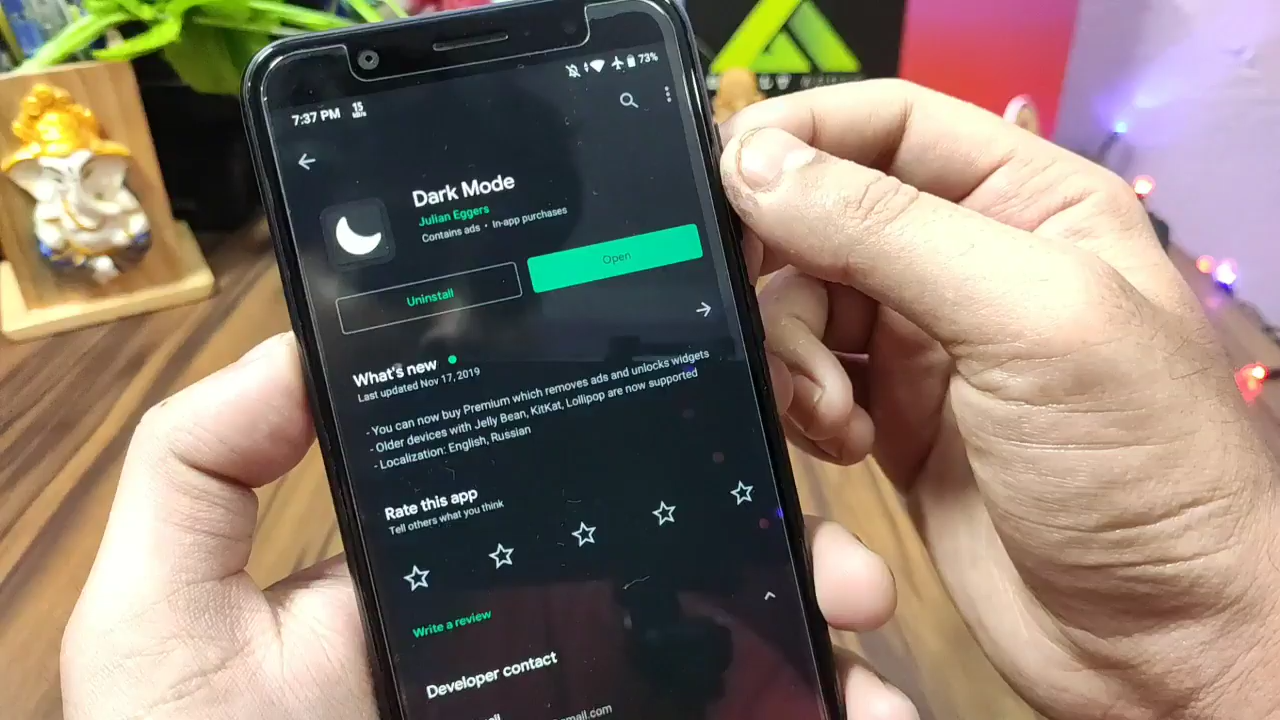 7:37 PM 15 kB/s 73%
Dark Mode
Julian Eggers
Contains ads • In-app purchases
Uninstall Open
What's new
Last updated Nov 17, 2019
- You can now buy Premium which removes ads and unlocks widgets
- Older devices with Jelly Bean, KitKat, Lollipop are now supported
- Localization: English, Russian
Rate this app
Tell others what you think
Write a review
Developer contact